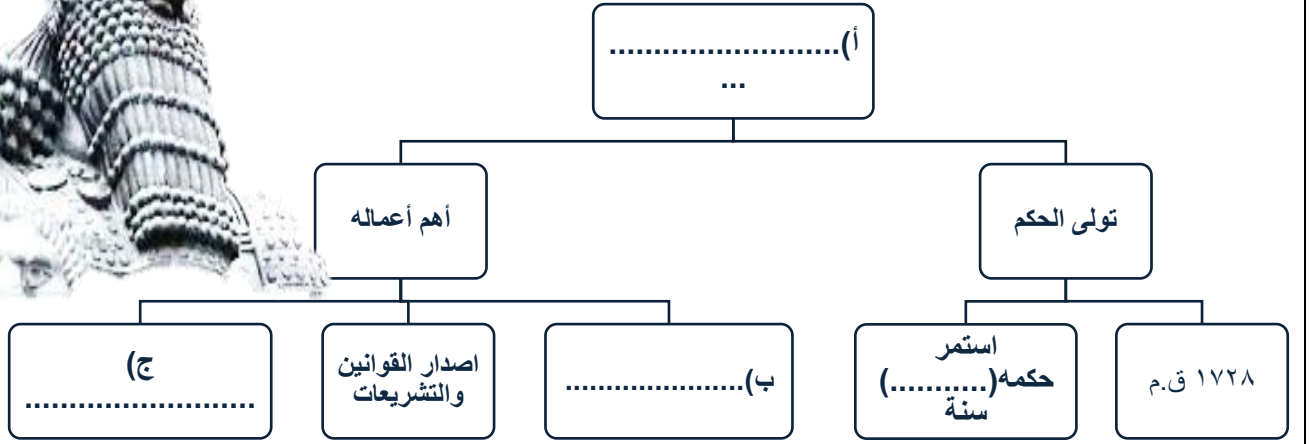 أ)..........................
...
تولى الحكم
أهم أعماله
١٧٢٨ ق.م
استمر
حكمه(...........)
سنة
ب)......................
اصدار القوانين
والتشريعات
ج)
..........................